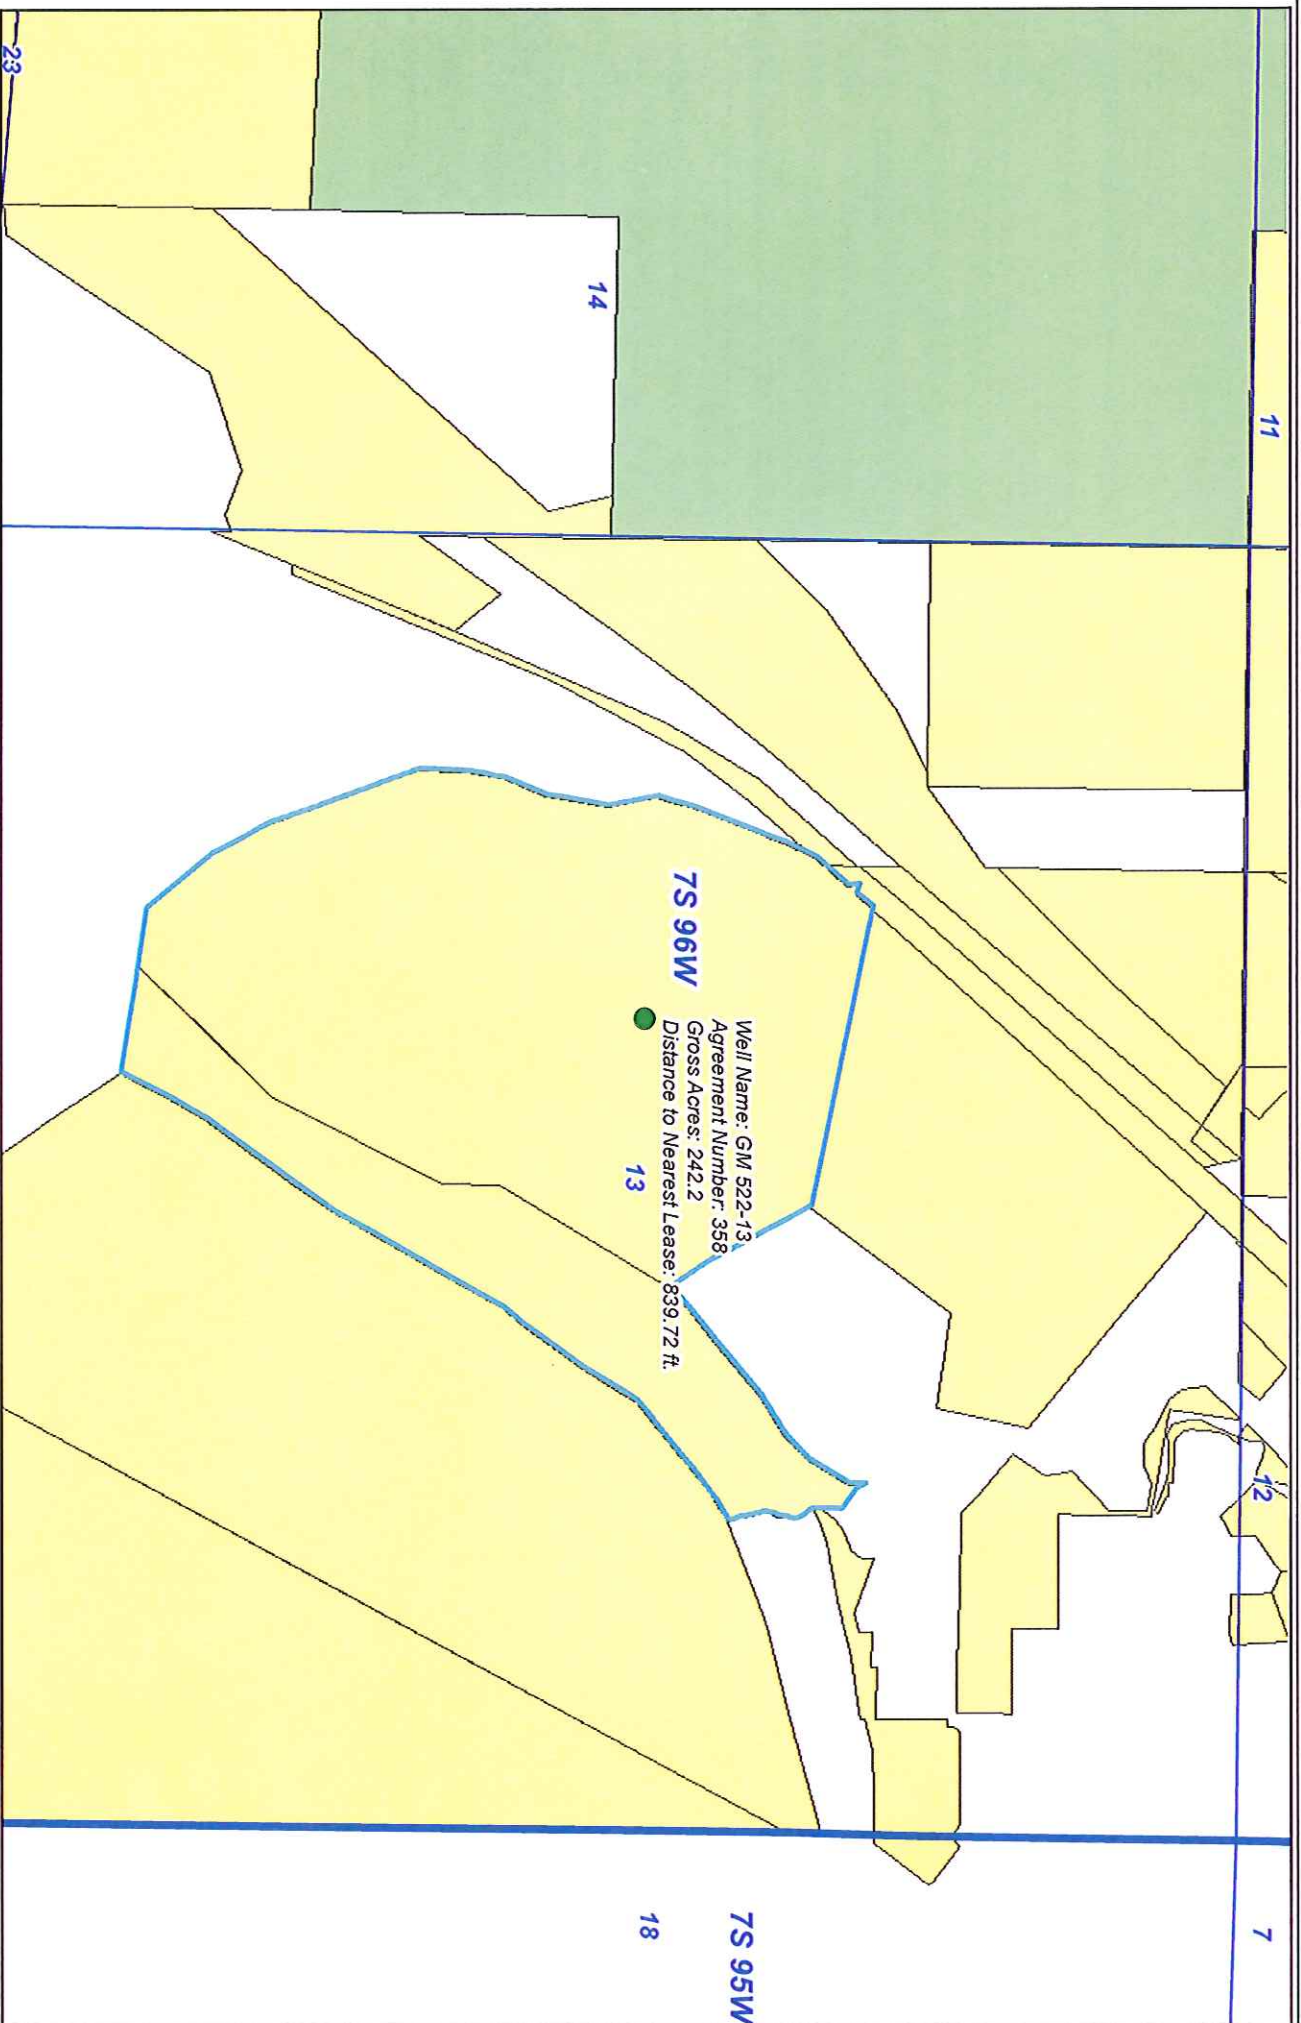 11
12
7
14
23
7S 96W
Well Name: GM 522-13
Agreement Number: 358
Gross Acres: 242.2
Distance to Nearest Lease: 839.72 ft.
13
7S 95W
18